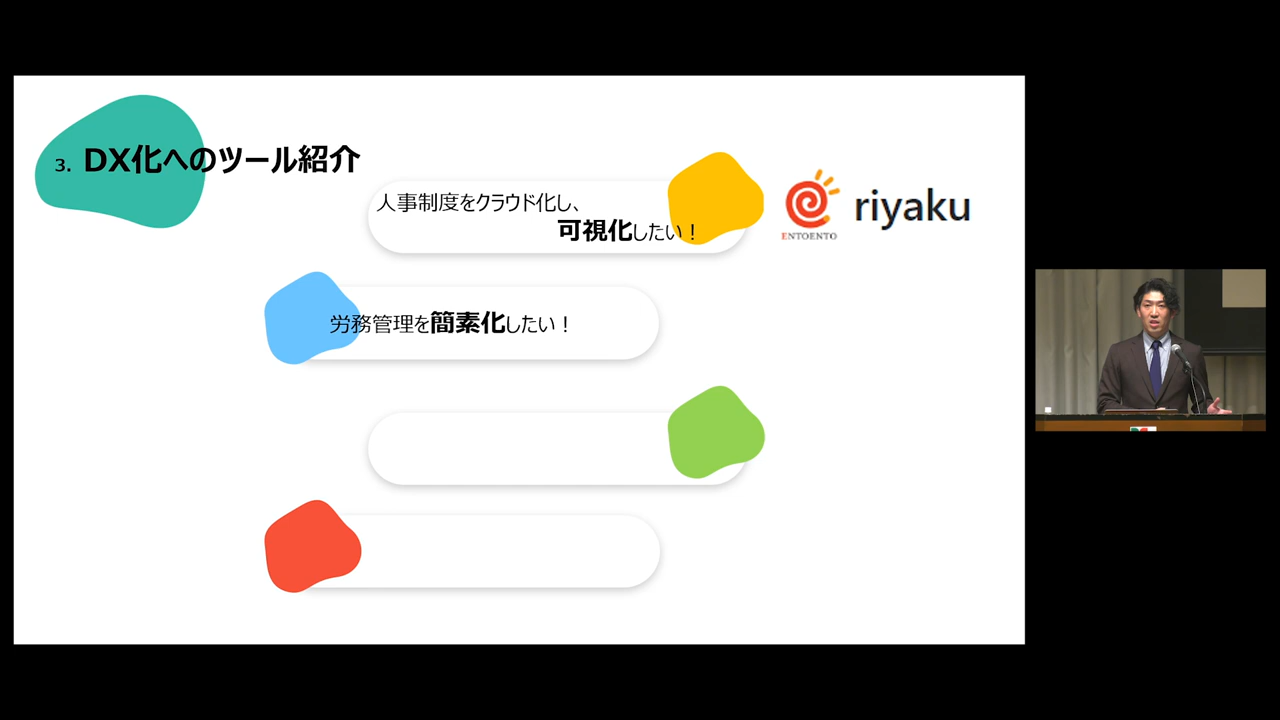 3. DX化へのツール紹介
人事制度をクラウド化し、
可視化したい！
ENTOENTO
riyaku
労務管理を簡素化したい！